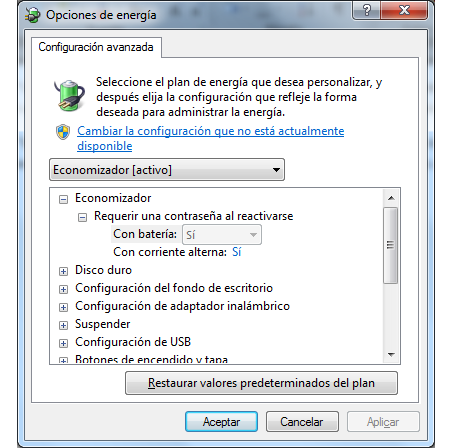 Opciones de energía
Configuración avanzada
Seleccione el plan de energía que desea personalizar, y
después elija la configuración que refleje la forma
deseada para administrar la energía.
Cambiar la configuración que no está actualmente
disponible
Economizador [activo]
Economizador
Requerir una contraseña al reactivarse
Con batería: Sí
Con corriente alterna: Sí
Disco duro
Configuración del fondo de escritorio
Configuración de adaptador inalámbrico
Suspender
Configuración de USB
Botones de encendido y tapa
Restaurar valores predeterminados del plan
Aceptar Cancelar Aplicar